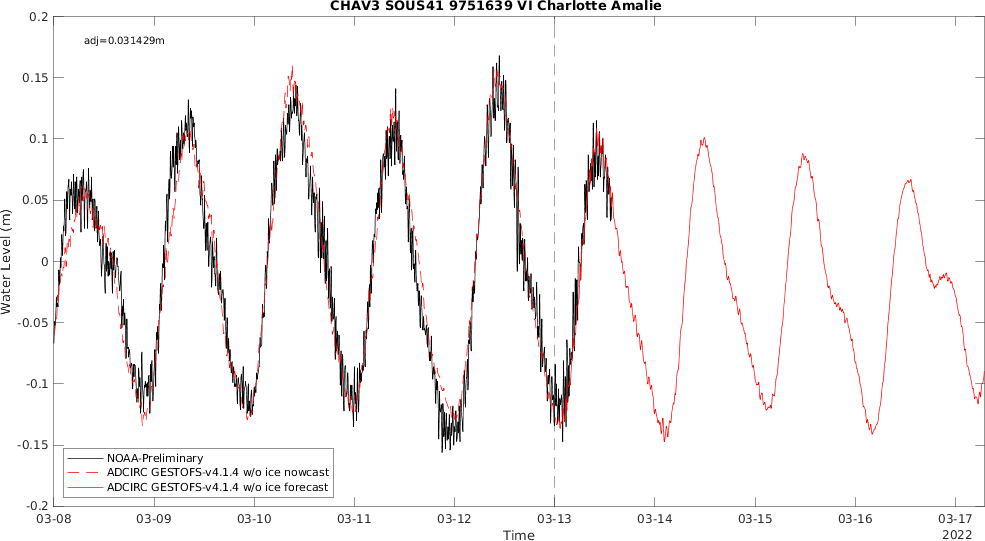 CHAV3 SOUS41 9751639 VI Charlotte Amalie
adj=0.031429m
Water Level (m)
0.2
0.15
0.1
0.05
0
-0.05
-0.1
-0.15
-0.2
NOAA-Preliminary
ADCIRC GESTOFS-v4.1.4 w/o ice nowcast
ADCIRC GESTOFS-v4.1.4 w/o ice forecast
03-08 03-09 03-10 03-11 03-12 03-13 03-14 03-15 03-16 03-17
Time
2022